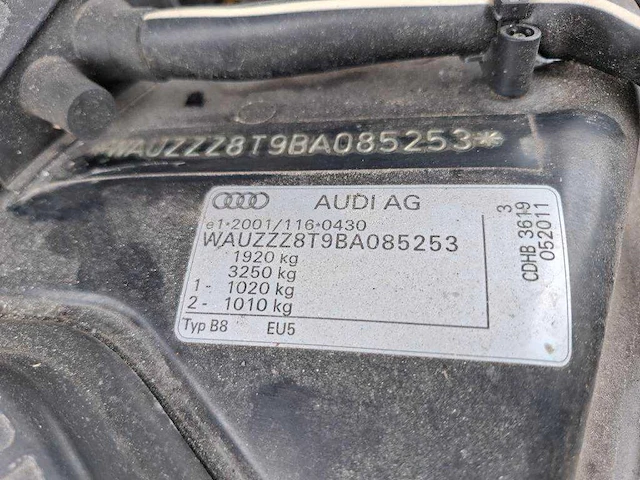 *WAUZZZ8T9BA085253*
AUDI AG
e1*2001/116*0430
WAUZZZ8T9BA085253
1920 kg
3250 kg
1- 1020 kg
2- 1010 kg
Typ B8 EU5
3
CDHB 3619
052011